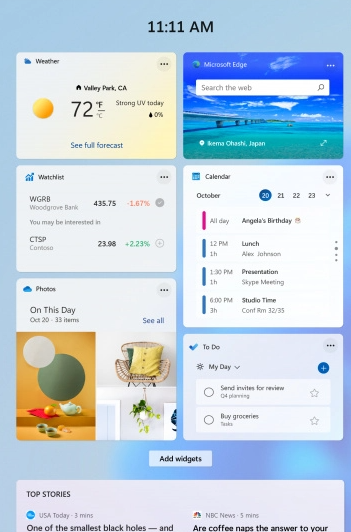 11:11 AM
Weather
Valley Park, CA
72 °F °C
Strong UV today
0%
See full forecast
Microsoft Edge
Search the web
Ikema Ohashi, Japan
Watchlist
WGRB 435.75 -1.67%
Woodgrove Bank
You may be interested in
CTSP 23.98 +2.23%
Contoso
Calendar
October 20 21 22 23
All day Angela's Birthday
12 PM Lunch
1h Alex Johnson
1:30 PM Presentation
1h Skype Meeting
6:00 PM Studio Time
3h Conf Rm 32/35
Photos
On This Day
Oct 20 · 33 items See all
To Do
My Day
Send invites for review
Q4 planning
Buy groceries
Tasks
Add widgets
TOP STORIES
USA Today · 3 mins
One of the smallest black holes — and
NBC News · 5 mins
Are coffee naps the answer to your